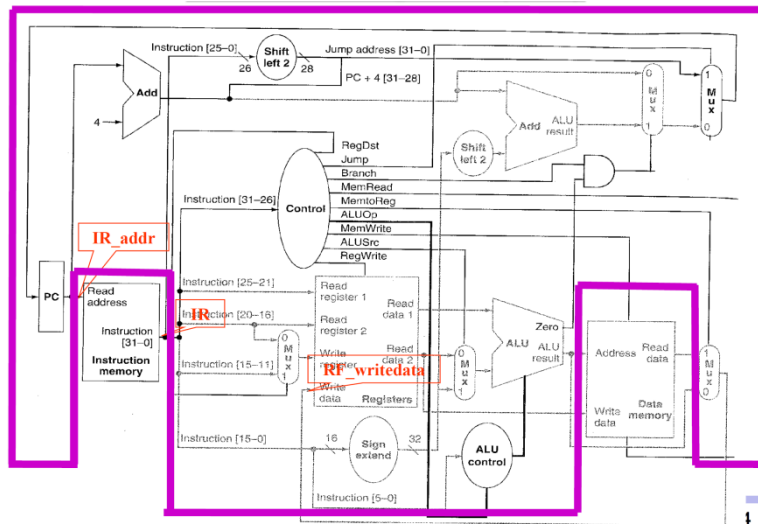 Instruction [25–0]
Shift
left 2
Jump address [31–0]
26
28
PC + 4 [31–28]
Add
4
0
M
u
x
1
1
M
u
x
0
Add
ALU
result
Shift
left 2
RegDst
Jump
Branch
MemRead
MemtoReg
ALUOp
MemWrite
ALUSrc
RegWrite
Instruction [31–26]
Control
IR_addr
PC
Read
address
Instruction
[31–0]
Instruction
memory
IR
Instruction [25–21]
Instruction [20–16]
Instruction [15–11]
0
M
u
x
1
Read
register 1
Read
register 2
Write
register
Write
data
Read
data 1
Read
data 2
Registers
RF_writedata
0
M
u
x
1
Zero
ALU
ALU
result
Address
Read
data
Write
data
Data
memory
1
M
u
x
0
Instruction [15–0]
16
Sign
extend
32
ALU
control
Instruction [5–0]